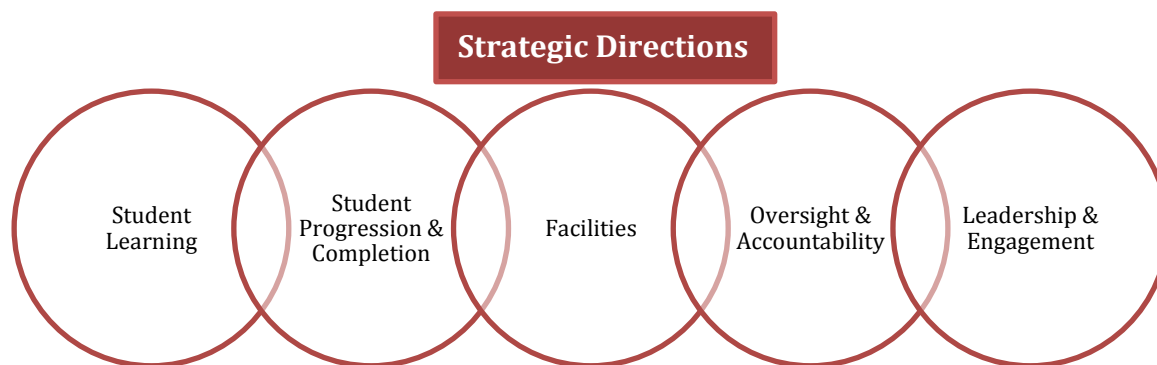 Strategic Directions
Student
Learning
Student
Progression &
Completion
Facilities
Oversight &
Accountability
Leadership &
Engagement